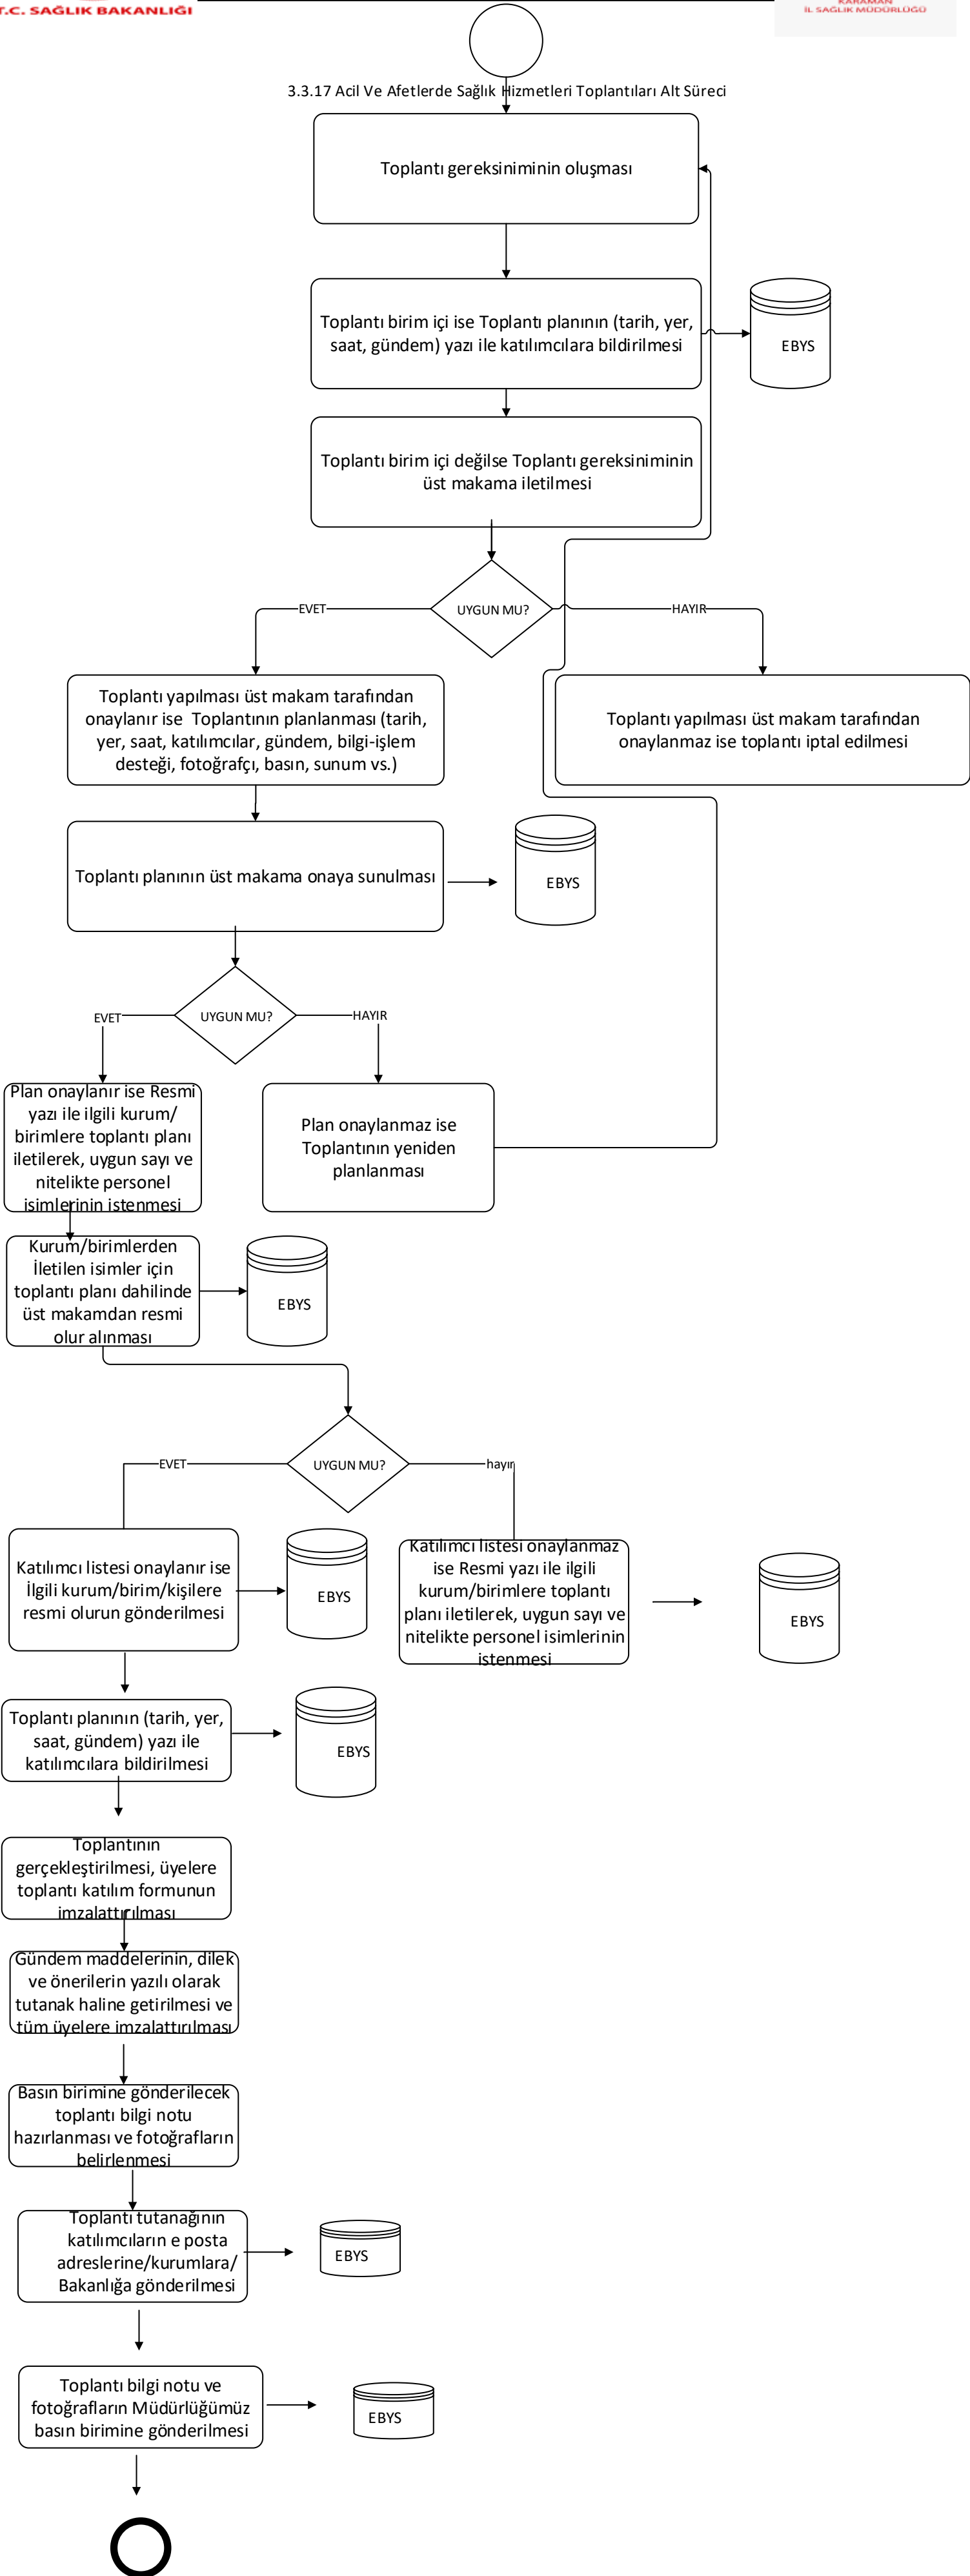 T.C. SAĞLIK BAKANLIĞI
KARAMAN
İL SAĞLIK MÜDÜRLÜĞÜ
3.3.17 Acil Ve Afetlerde Sağlık Hizmetleri Toplantıları Alt Süreci
Toplantı gereksiniminin oluşması
Toplantı birim içi ise Toplantı planının (tarih, yer,
saat, gündem) yazı ile katılımcılara bildirilmesi
EBYS
Toplantı birim içi değilse Toplantı gereksiniminin
üst makama iletilmesi
UYGUN MU?
EVET
HAYIR
Toplantı yapılması üst makam tarafından
onaylanır ise Toplantının planlanması (tarih,
yer, saat, katılımcılar, gündem, bilgi-işlem
desteği, fotoğrafçı, basın, sunum vs.)
Toplantı yapılması üst makam tarafından
onaylanmaz ise toplantı iptal edilmesi
Toplantı planının üst makama onaya sunulması
EBYS
UYGUN MU?
EVET
HAYIR
Plan onaylanır ise Resmi
yazı ile ilgili kurum/
birimlere toplantı planı
iletilerek, uygun sayı ve
nitelikte personel
isimlerinin istenmesi
Plan onaylanmaz ise
Toplantının yeniden
planlanması
Kurum/birimlerden
İletilen isimler için
toplantı planı dahilinde
üst makamdan resmi
olur alınması
EBYS
UYGUN MU?
EVET
hayır
Katılımcı listesi onaylanır ise
İlgili kurum/birim/kişilere
resmi olurun gönderilmesi
EBYS
Katılımcı listesi onaylanmaz
ise Resmi yazı ile ilgili
kurum/birimlere toplantı
planı iletilerek, uygun sayı ve
nitelikte personel isimlerinin
istenmesi
EBYS
Toplantı planının (tarih, yer,
saat, gündem) yazı ile
katılımcılara bildirilmesi
EBYS
Toplantının
gerçekleştirilmesi, üyelere
toplantı katılım formunun
imzalattırılması
Gündem maddelerinin, dilek
ve önerilerin yazılı olarak
tutanak haline getirilmesi ve
tüm üyelere imzalattırılması
Basın birimine gönderilecek
toplantı bilgi notu
hazırlanması ve fotoğrafların
belirlenmesi
Toplantı tutanağının
katılımcıların e posta
adreslerine/kurumlara/
Bakanlığa gönderilmesi
EBYS
Toplantı bilgi notu ve
fotoğrafların Müdürlüğümüz
basın birimine gönderilmesi
EBYS